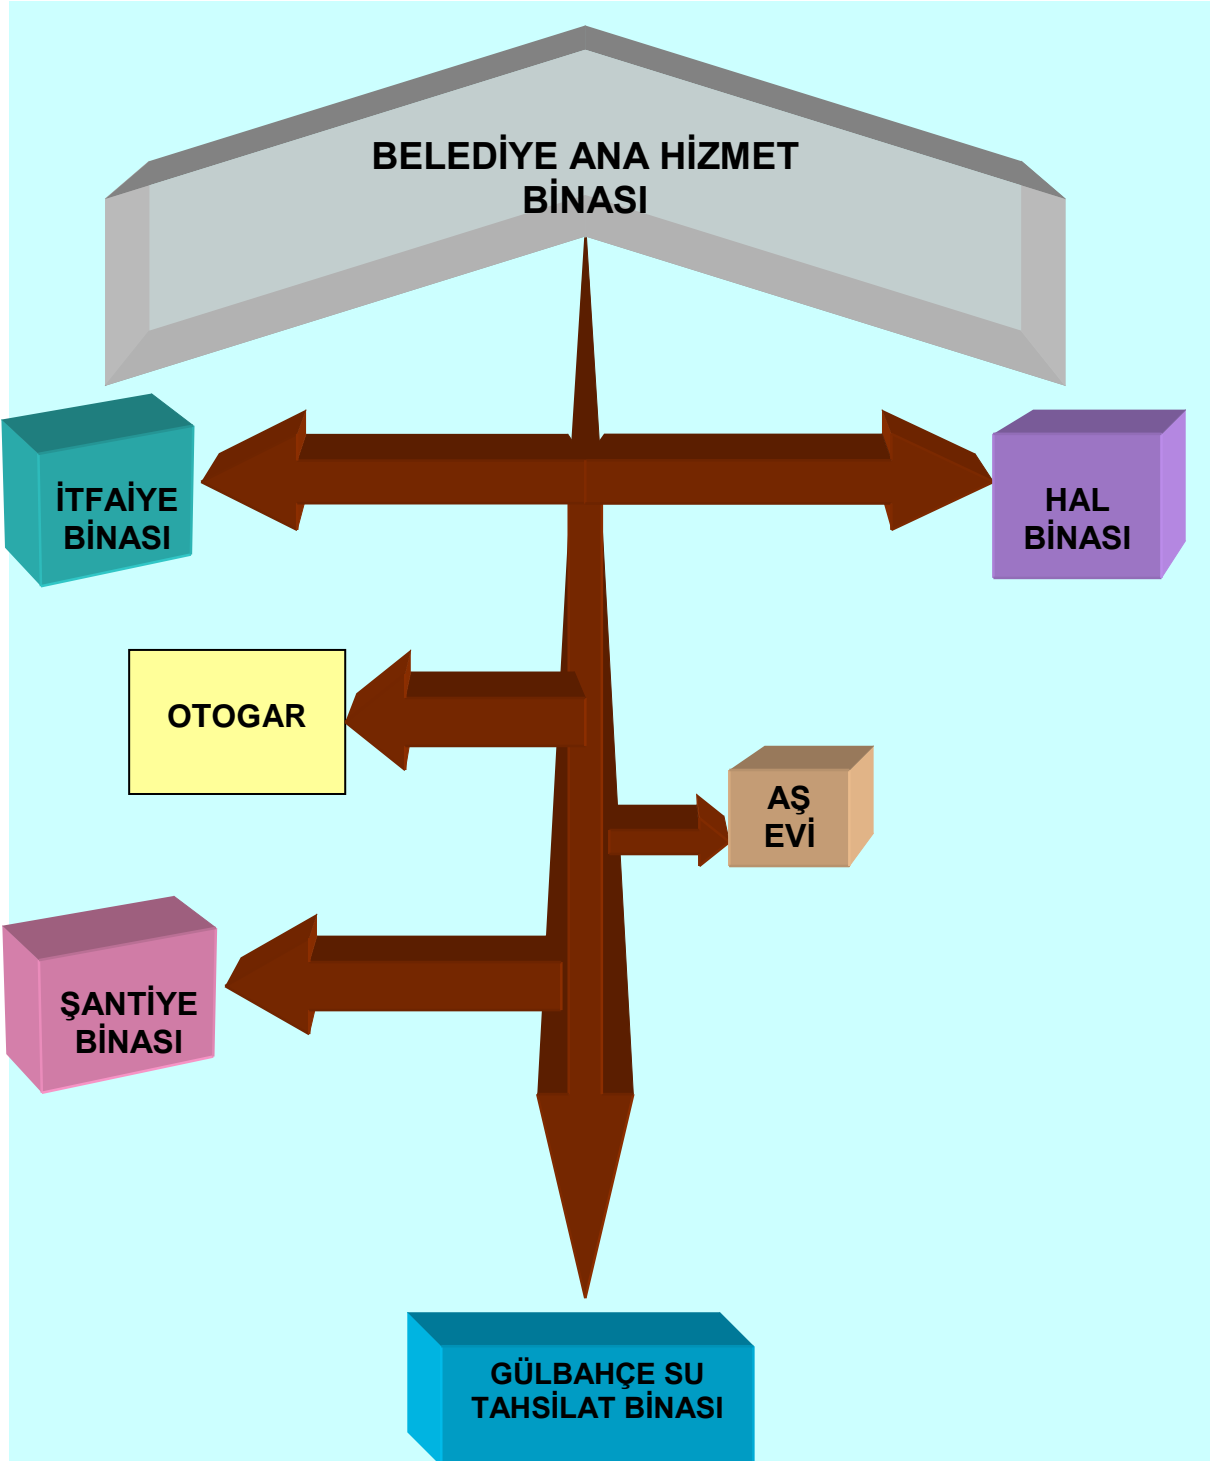 BELEDİYE ANA HİZMET
BİNASI
İTFAİYE
BİNASI
HAL
BİNASI
OTOGAR
AŞ
EVİ
ŞANTİYE
BİNASI
GÜLBAHÇE SU
TAHSİLAT BİNASI